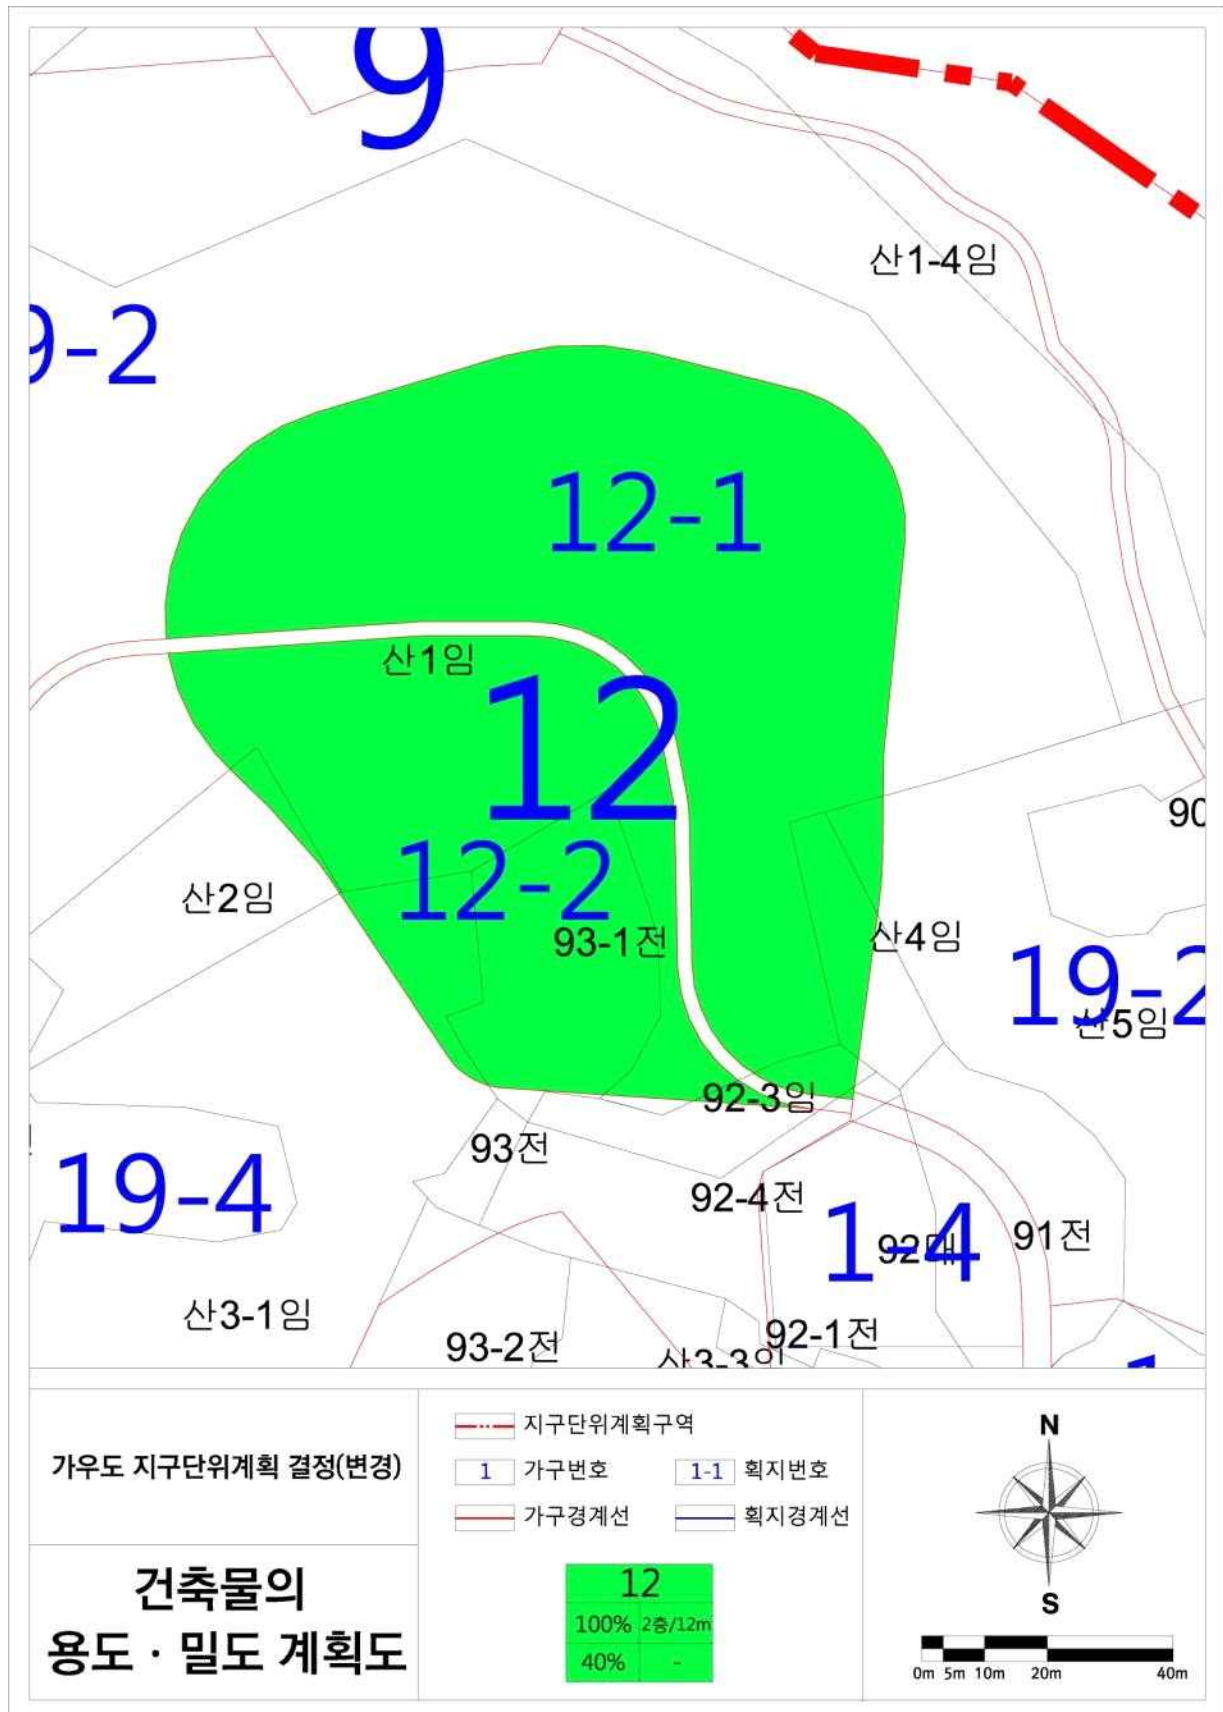 9
산1-4임
9-2
12-1
산1임
12
90
12-2
산2임
93-1전
산4임
19-2
산5임
92-3임
93전
19-4
92-4전
1-4
91전
92대
산3-1임
92-1전
93-2전
산3-3임
1
가우도 지구단위계획 결정(변경)
건축물의
용도 · 밀도 계획도
지구단위계획구역
1 가구번호 1-1 획지번호
가구경계선 획지경계선
12
100% 2층/12m
40% -
N
S
0m 5m 10m 20m 40m